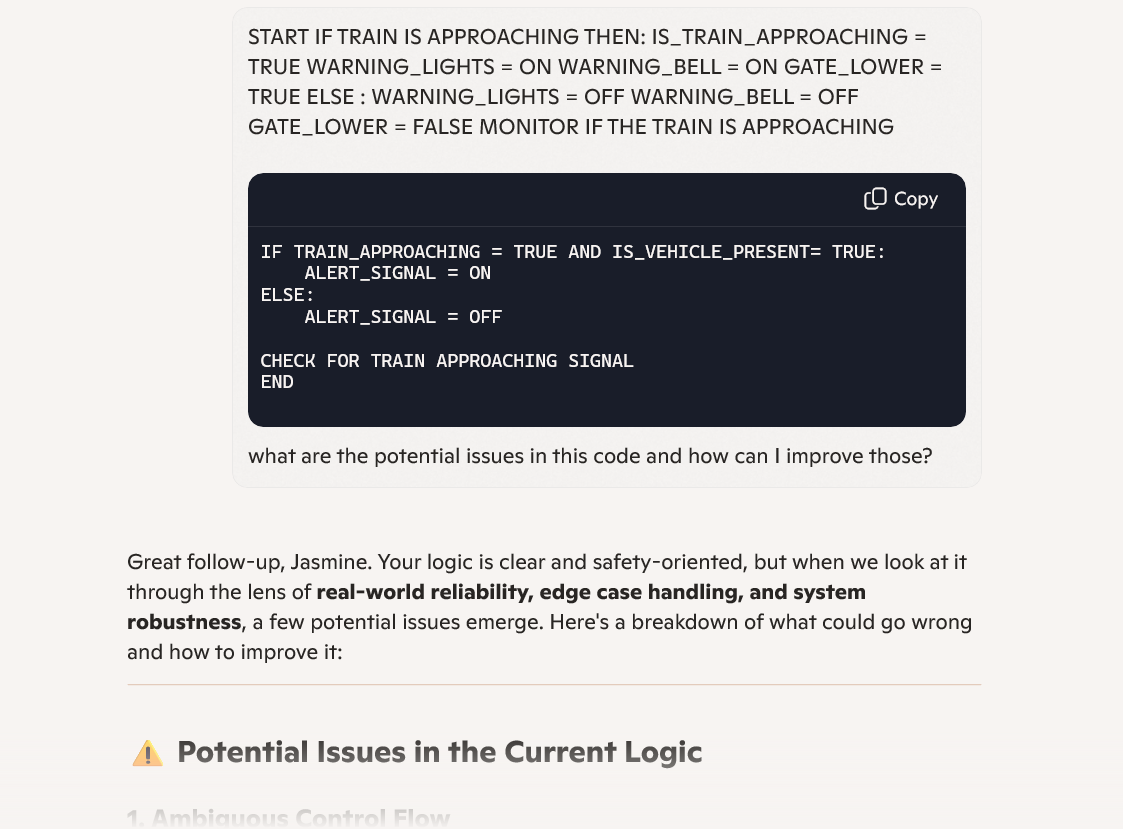 START IF TRAIN IS APPROACHING THEN: IS_TRAIN_APPROACHING =
TRUE WARNING_LIGHTS = ON WARNING_BELL = ON GATE_LOWER =
TRUE ELSE : WARNING_LIGHTS = OFF WARNING_BELL = OFF
GATE_LOWER = FALSE MONITOR IF THE TRAIN IS APPROACHING
Copy
IF TRAIN_APPROACHING = TRUE AND IS_VEHICLE_PRESENT= TRUE:
    ALERT_SIGNAL = ON
ELSE:
    ALERT_SIGNAL = OFF
CHECK FOR TRAIN APPROACHING SIGNAL
END
what are the potential issues in this code and how can I improve those?
Great follow-up, Jasmine. Your logic is clear and safety-oriented, but when we look at it
through the lens of real-world reliability, edge case handling, and system
robustness, a few potential issues emerge. Here's a breakdown of what could go wrong
and how to improve it:
Potential Issues in the Current Logic
1. Ambiguous Control Flow